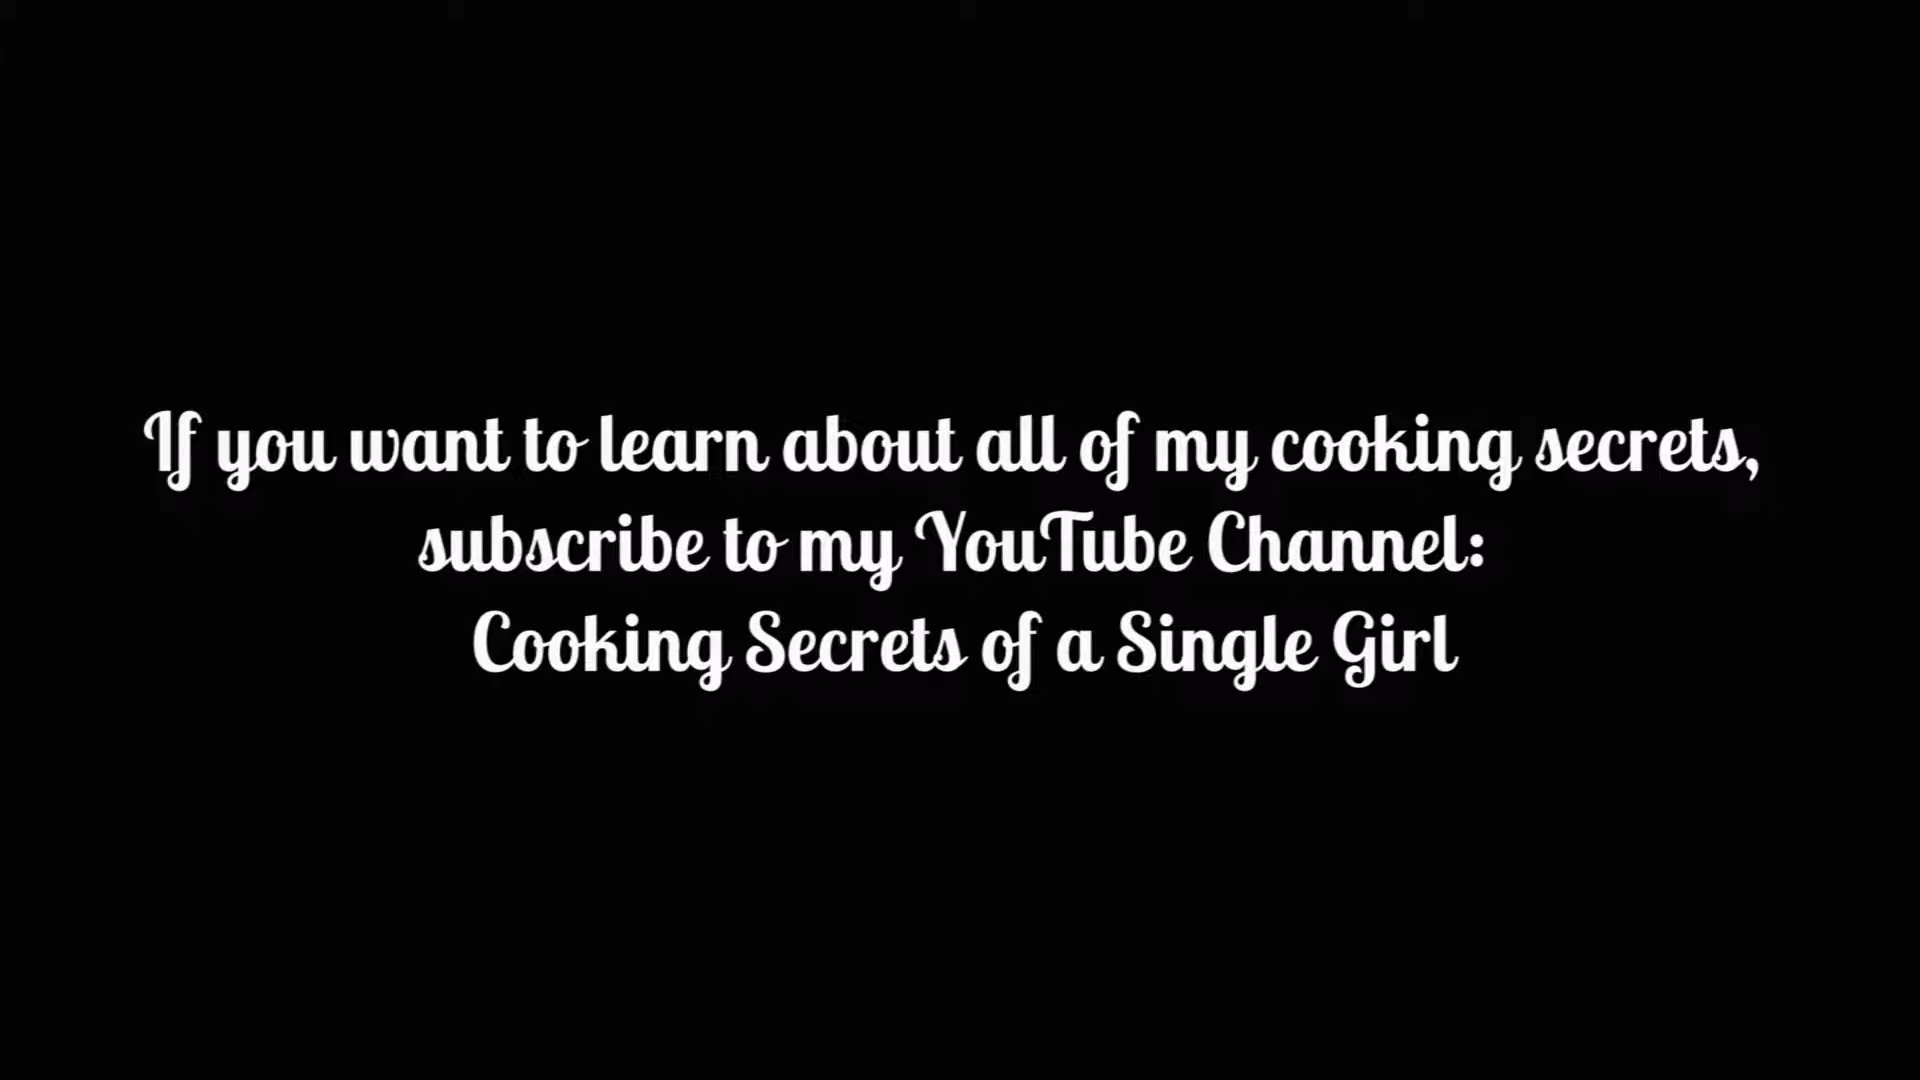 If you want to learn about all of my cooking secrets,
subscribe to my YouTube Channel:
Cooking Secrets of a Single Girl